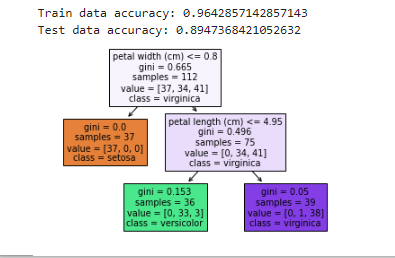 Train data accuracy: 0.9642857142857143
Test data accuracy: 0.8947368421052632
petal width (cm) <= 0.8
gini = 0.665
samples = 112
value = [37, 34, 41]
class = virginica
gini = 0.0
samples = 37
value = [37, 0, 0]
class = setosa
petal length (cm) <= 4.95
gini = 0.496
samples = 75
value = [0, 34, 41]
class = virginica
gini = 0.153
samples = 36
value = [0, 33, 3]
class = versicolor
gini = 0.05
samples = 39
value = [0, 1, 38]
class = virginica